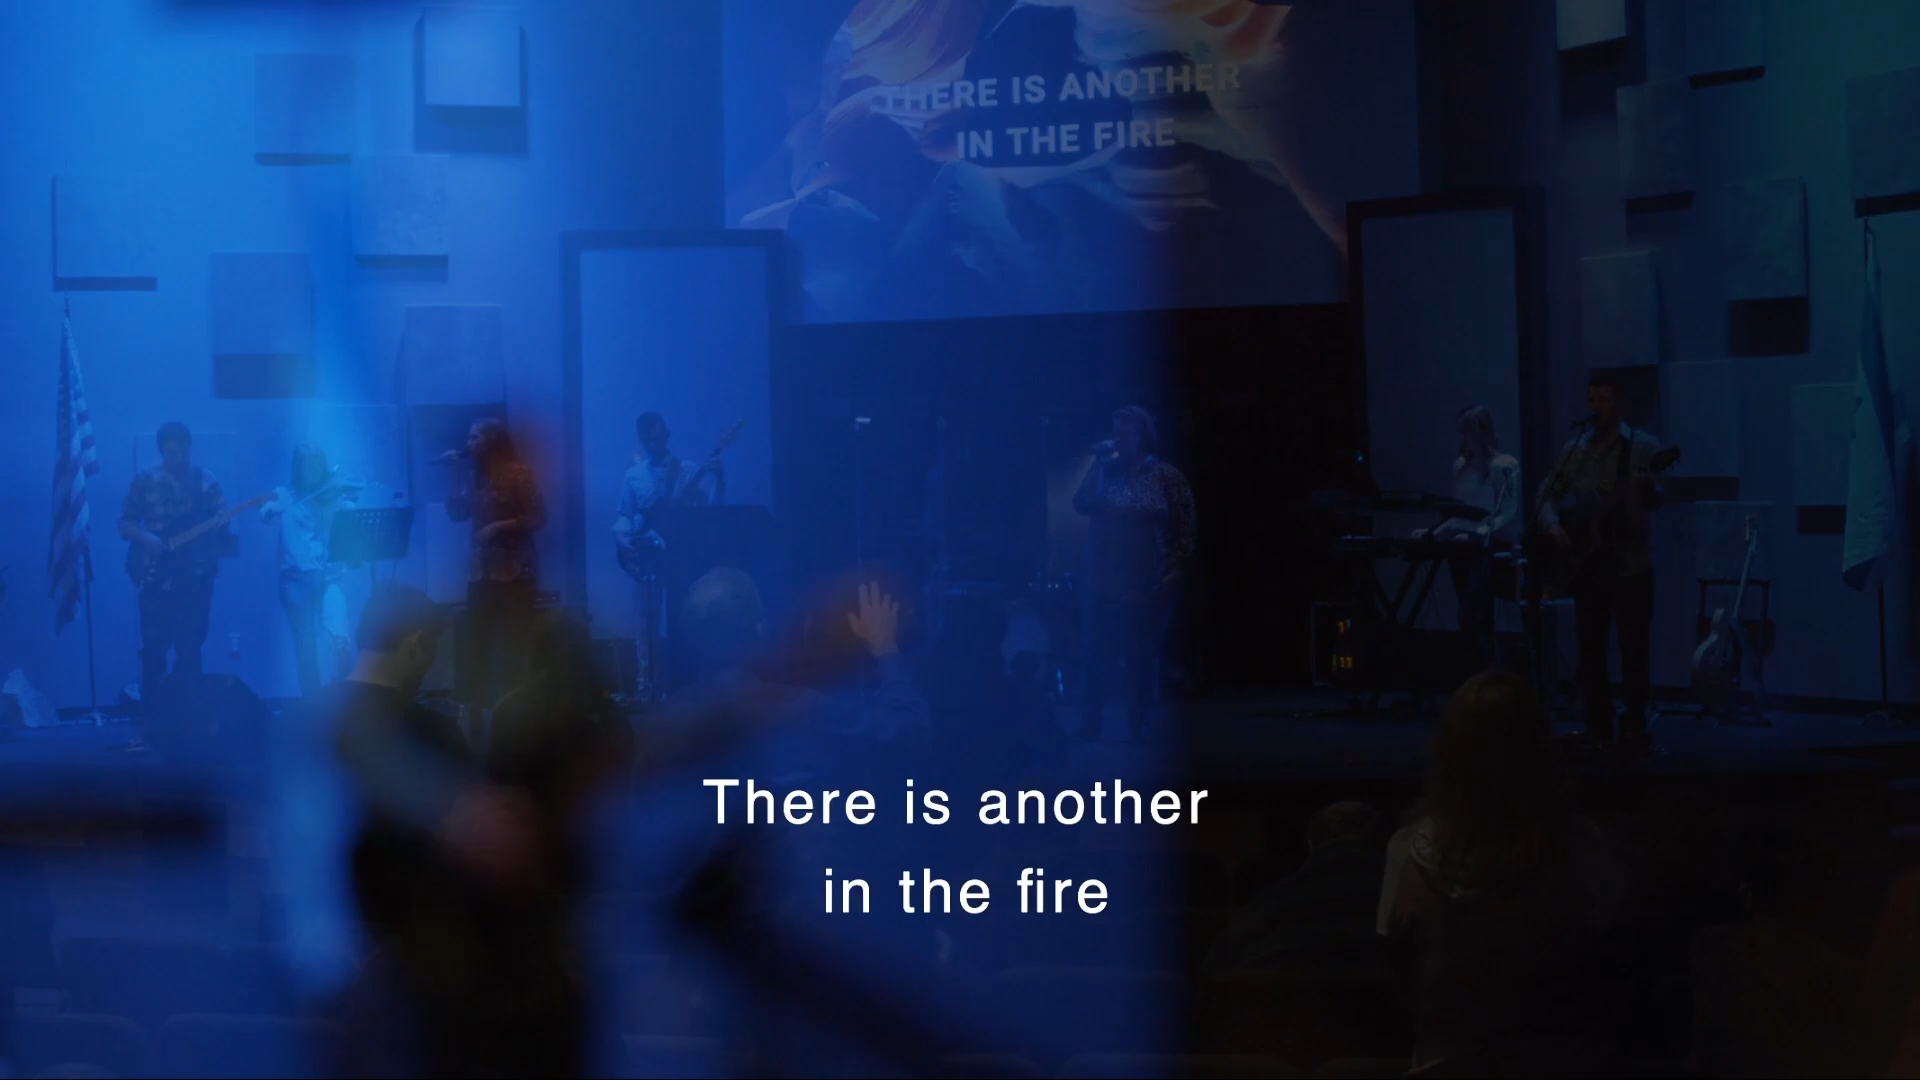 THERE IS ANOTHER
IN THE FIRE
There is another
in the fire